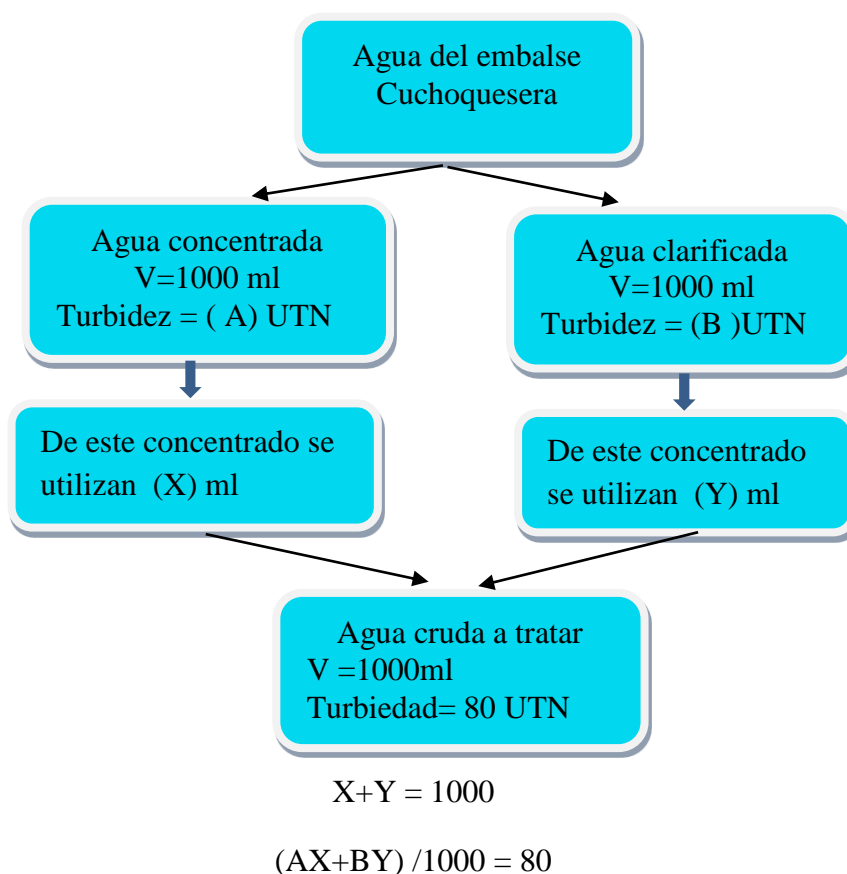 Agua del embalse
Cuchoquesera
Agua concentrada
V=1000 ml
Turbidez = ( A) UTN
Agua clarificada
V=1000 ml
Turbidez = (B )UTN
De este concentrado se
utilizan (X) ml
De este concentrado
se utilizan (Y) ml
Agua cruda a tratar
V =1000ml
Turbiedad= 80 UTN
X+Y = 1000
(AX+BY) /1000 = 80